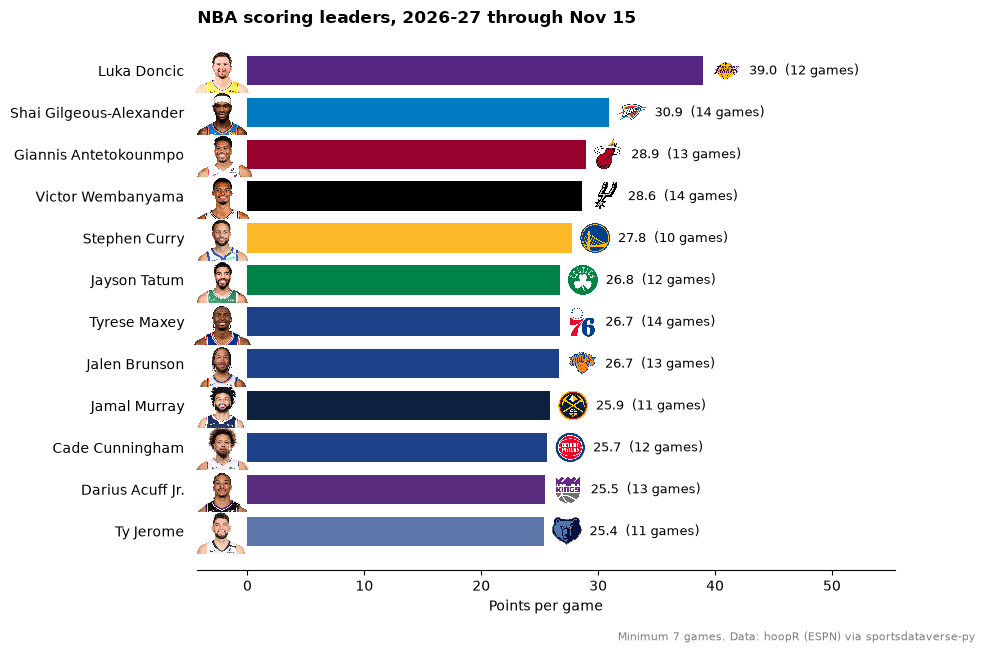 NBA scoring leaders, 2026-27 through Nov 15
Luka Doncic 39.0 (12 games)
Shai Gilgeous-Alexander 30.9 (14 games)
Giannis Antetokounmpo 28.9 (13 games)
Victor Wembanyama 28.6 (14 games)
Stephen Curry 27.8 (10 games)
Jayson Tatum 26.8 (12 games)
Tyrese Maxey 76 26.7 (14 games)
Jalen Brunson 26.7 (13 games)
Jamal Murray 25.9 (11 games)
Cade Cunningham 25.7 (12 games)
Darius Acuff Jr. KINGS 25.5 (13 games)
Ty Jerome 25.4 (11 games)
0 10 20 30 40 50
Points per game
Minimum 7 games. Data: hoopR (ESPN) via sportsdataverse-py